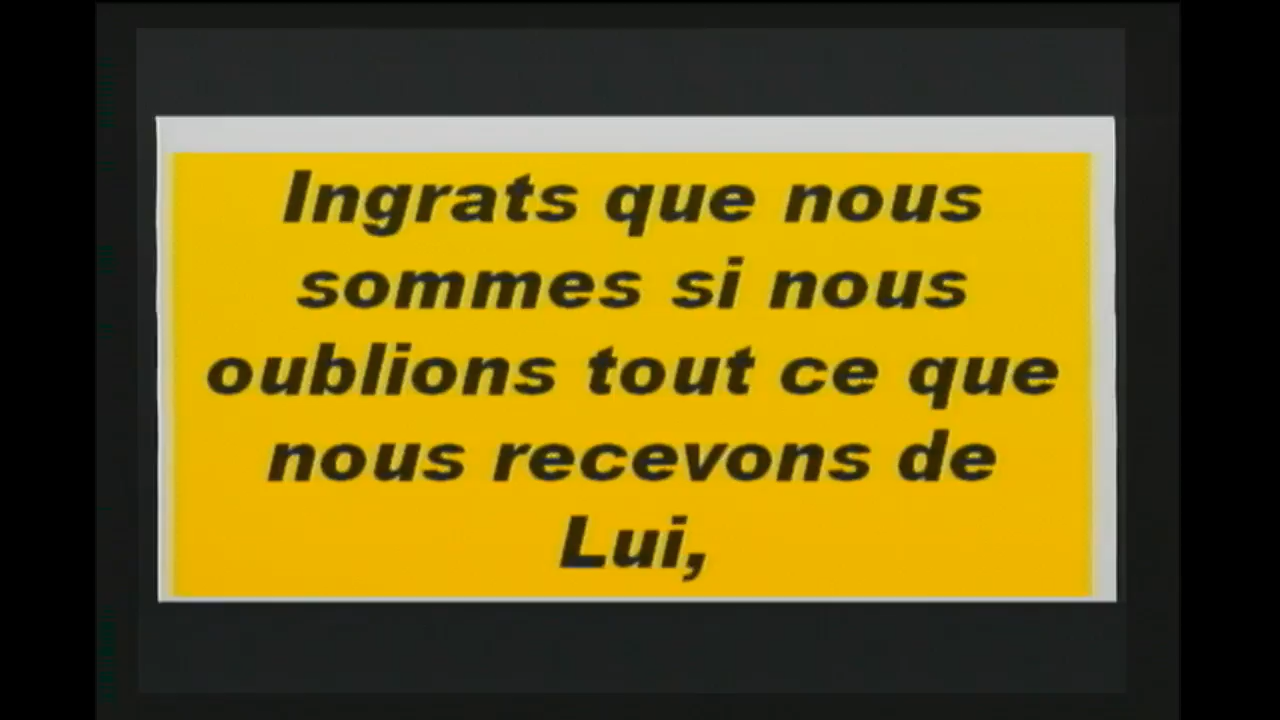 Ingrats que nous
sommes si nous
oublions tout ce que
nous recevons de
Lui,